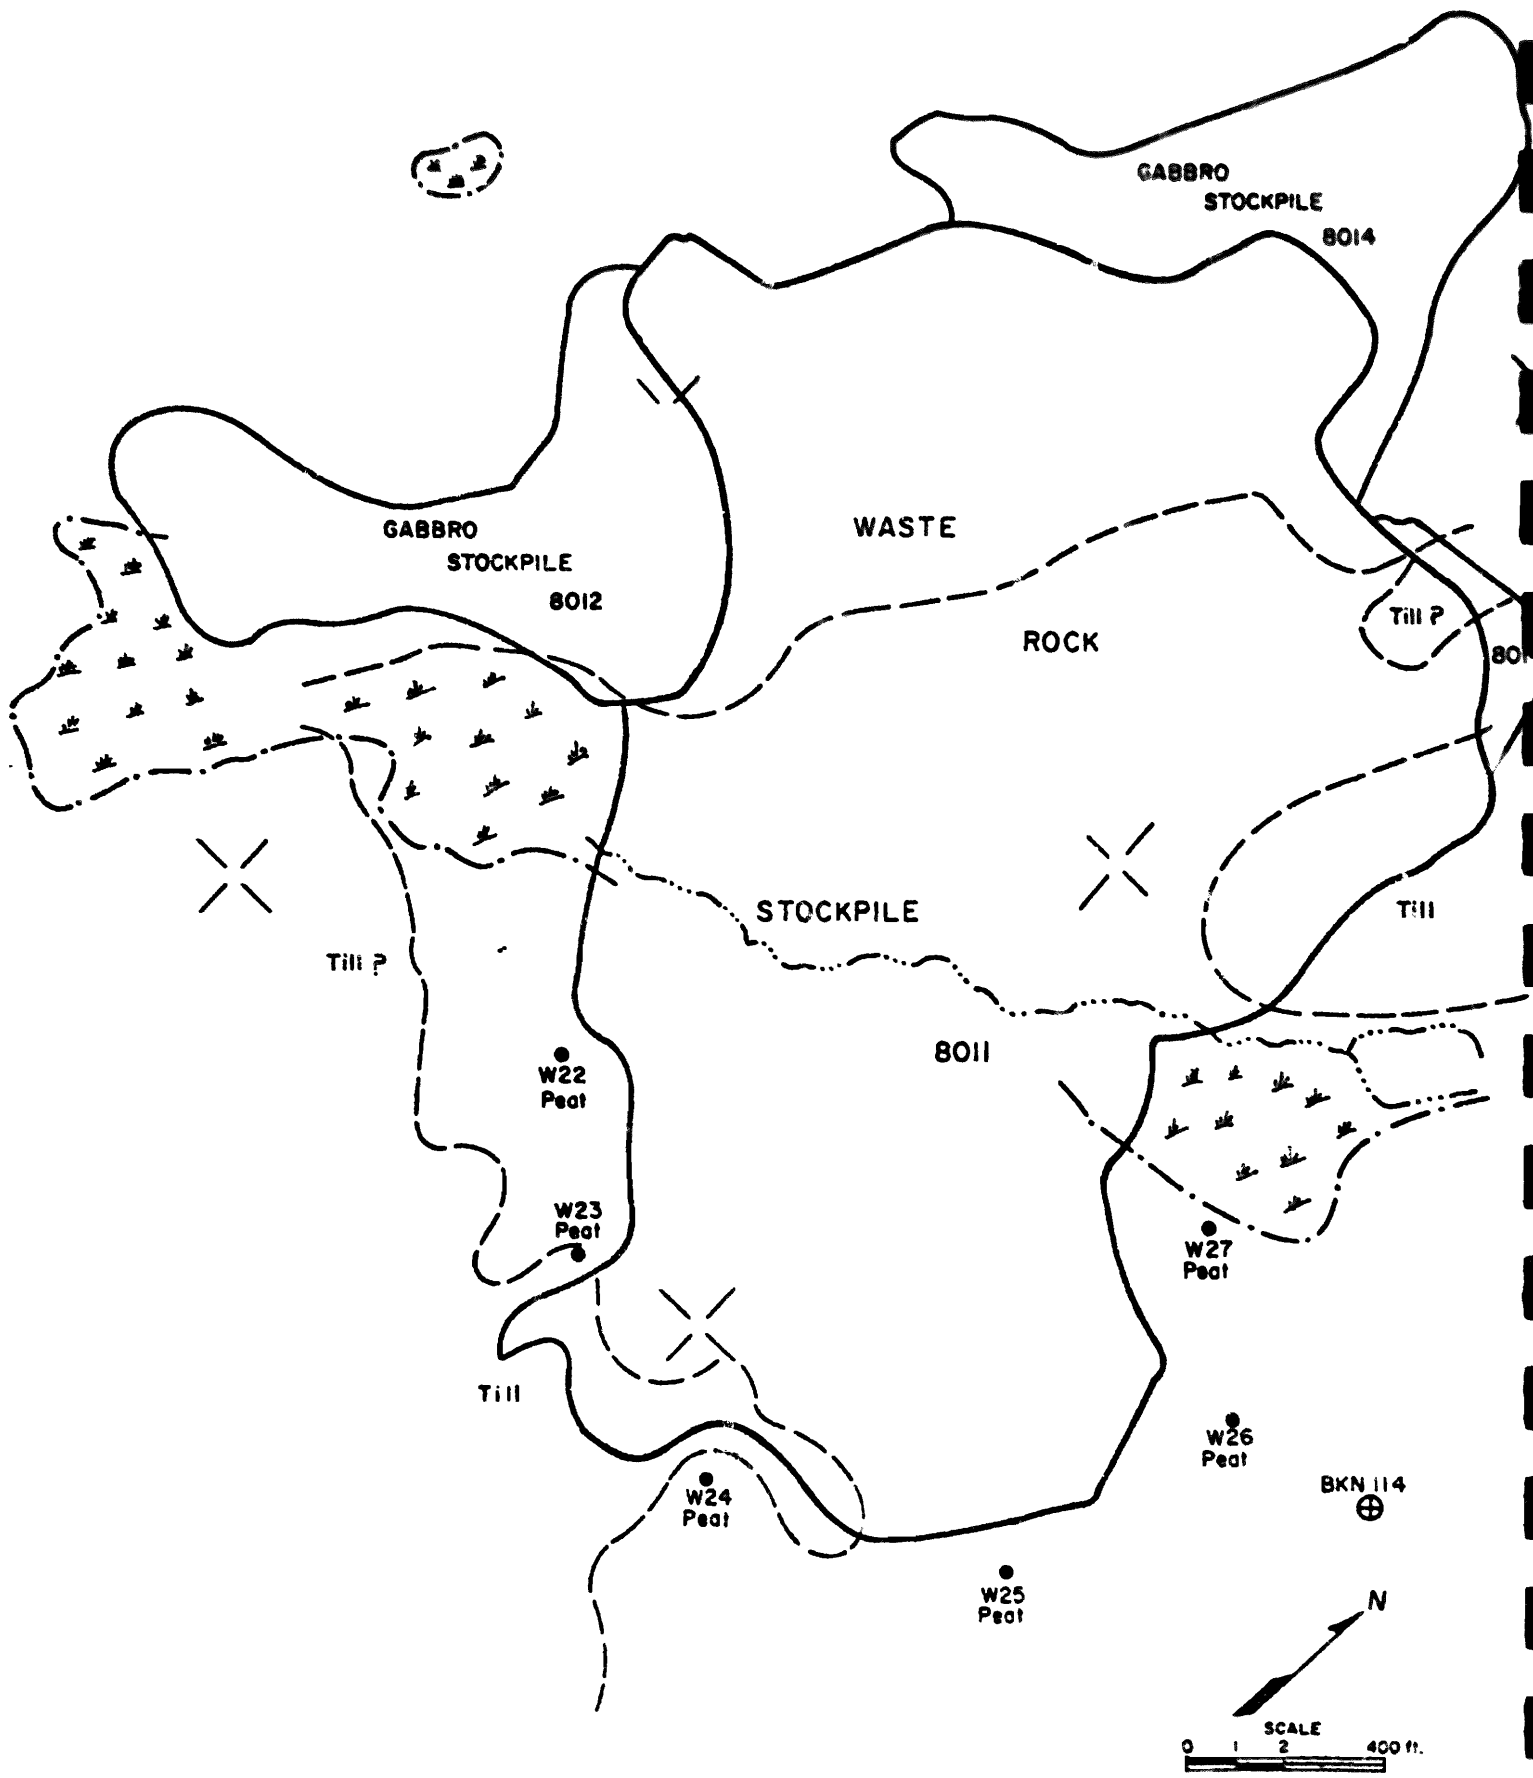 GABBRO
STOCKPILE
8014
GABBRO
STOCKPILE
8012
WASTE
ROCK
STOCKPILE
8011
Till ?
Till
Till ?
W22
Peat
W23
Peat
Till
W24
Peat
W25
Peat
W26
Peat
W27
Peat
BKN 114
N
SCALE
0 1 2 400 ft.